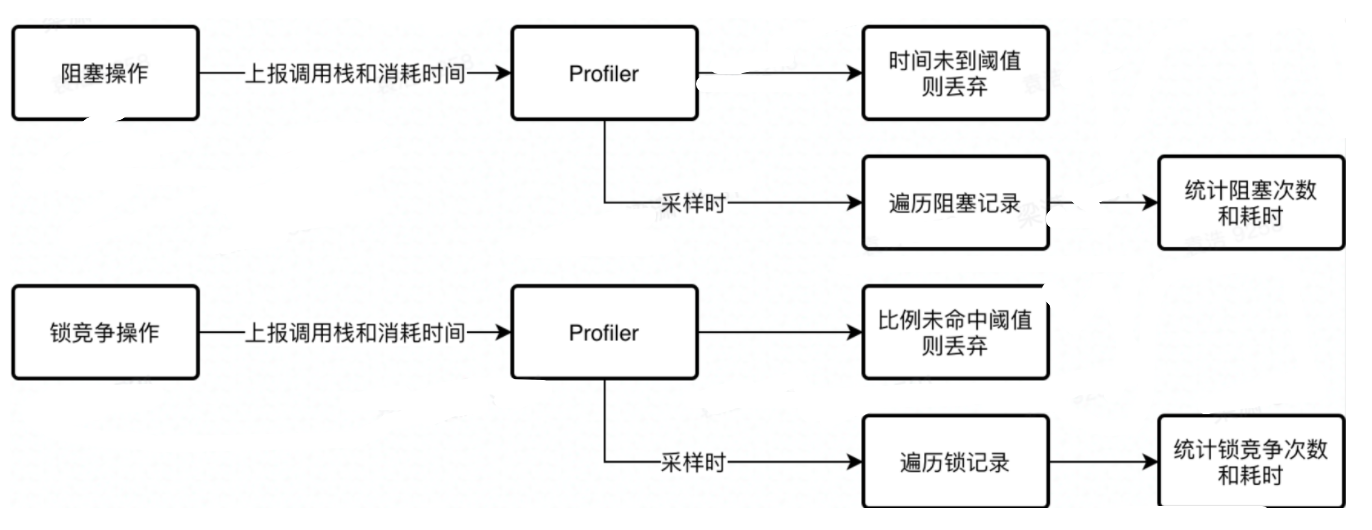 阻塞操作
上报调用栈和消耗时间
Profiler
时间未到阈值
则丢弃
采样时
遍历阻塞记录
统计阻塞次数
和耗时
锁竞争操作
上报调用栈和消耗时间
Profiler
比例未命中阈值
则丢弃
采样时
遍历锁记录
统计锁竞争次数
和耗时